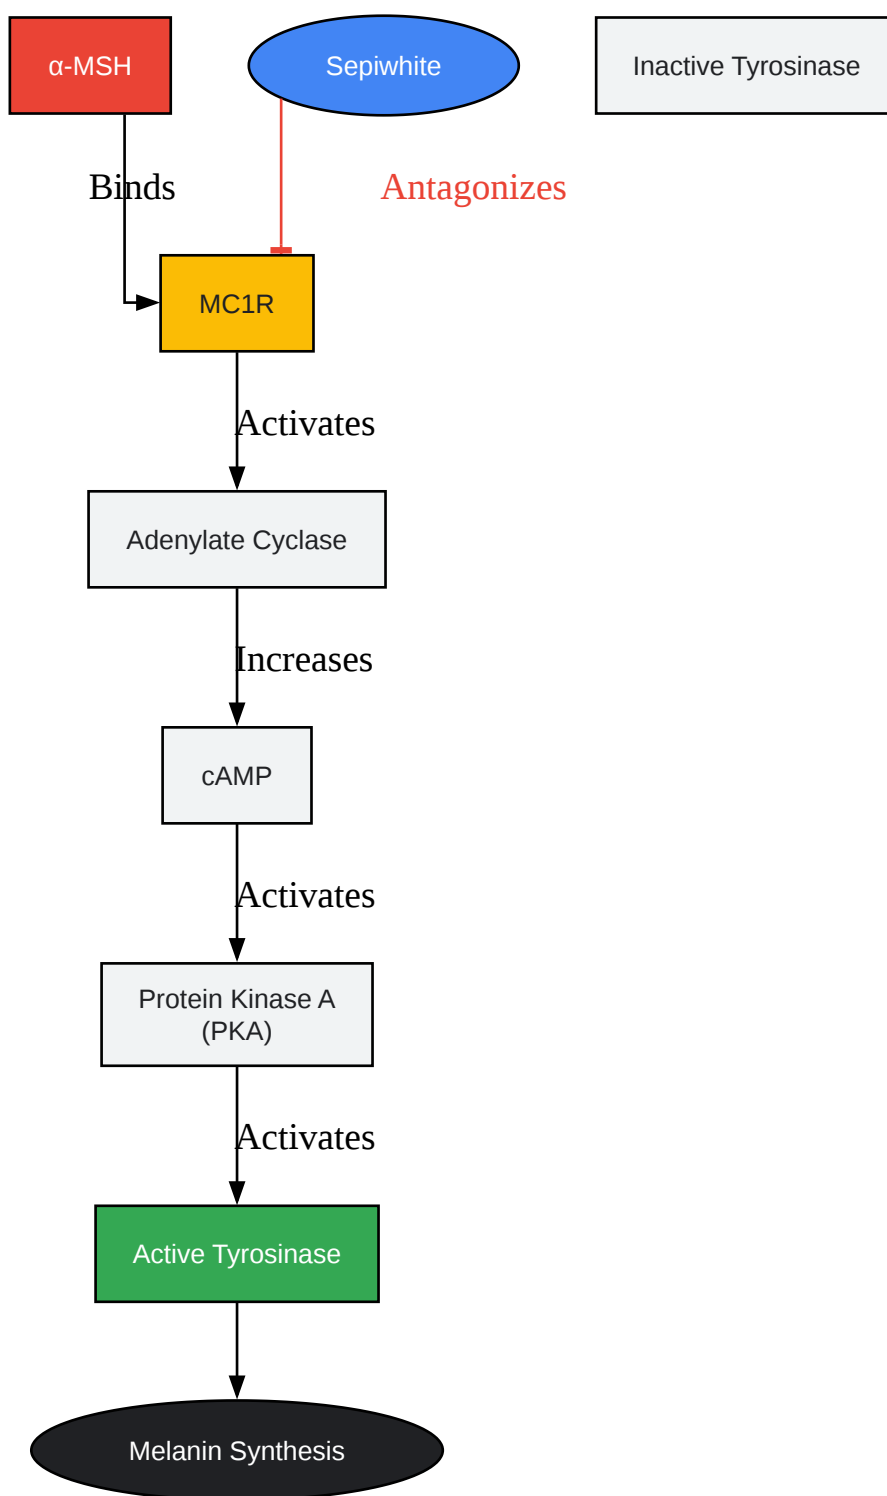 α-MSH
Sepiwhite
Inactive Tyrosinase
Binds
Antagonizes
MC1R
Activates
Adenylate Cyclase
Increases
cAMP
Activates
Protein Kinase A
(PKA)
Activates
Active Tyrosinase
Melanin Synthesis